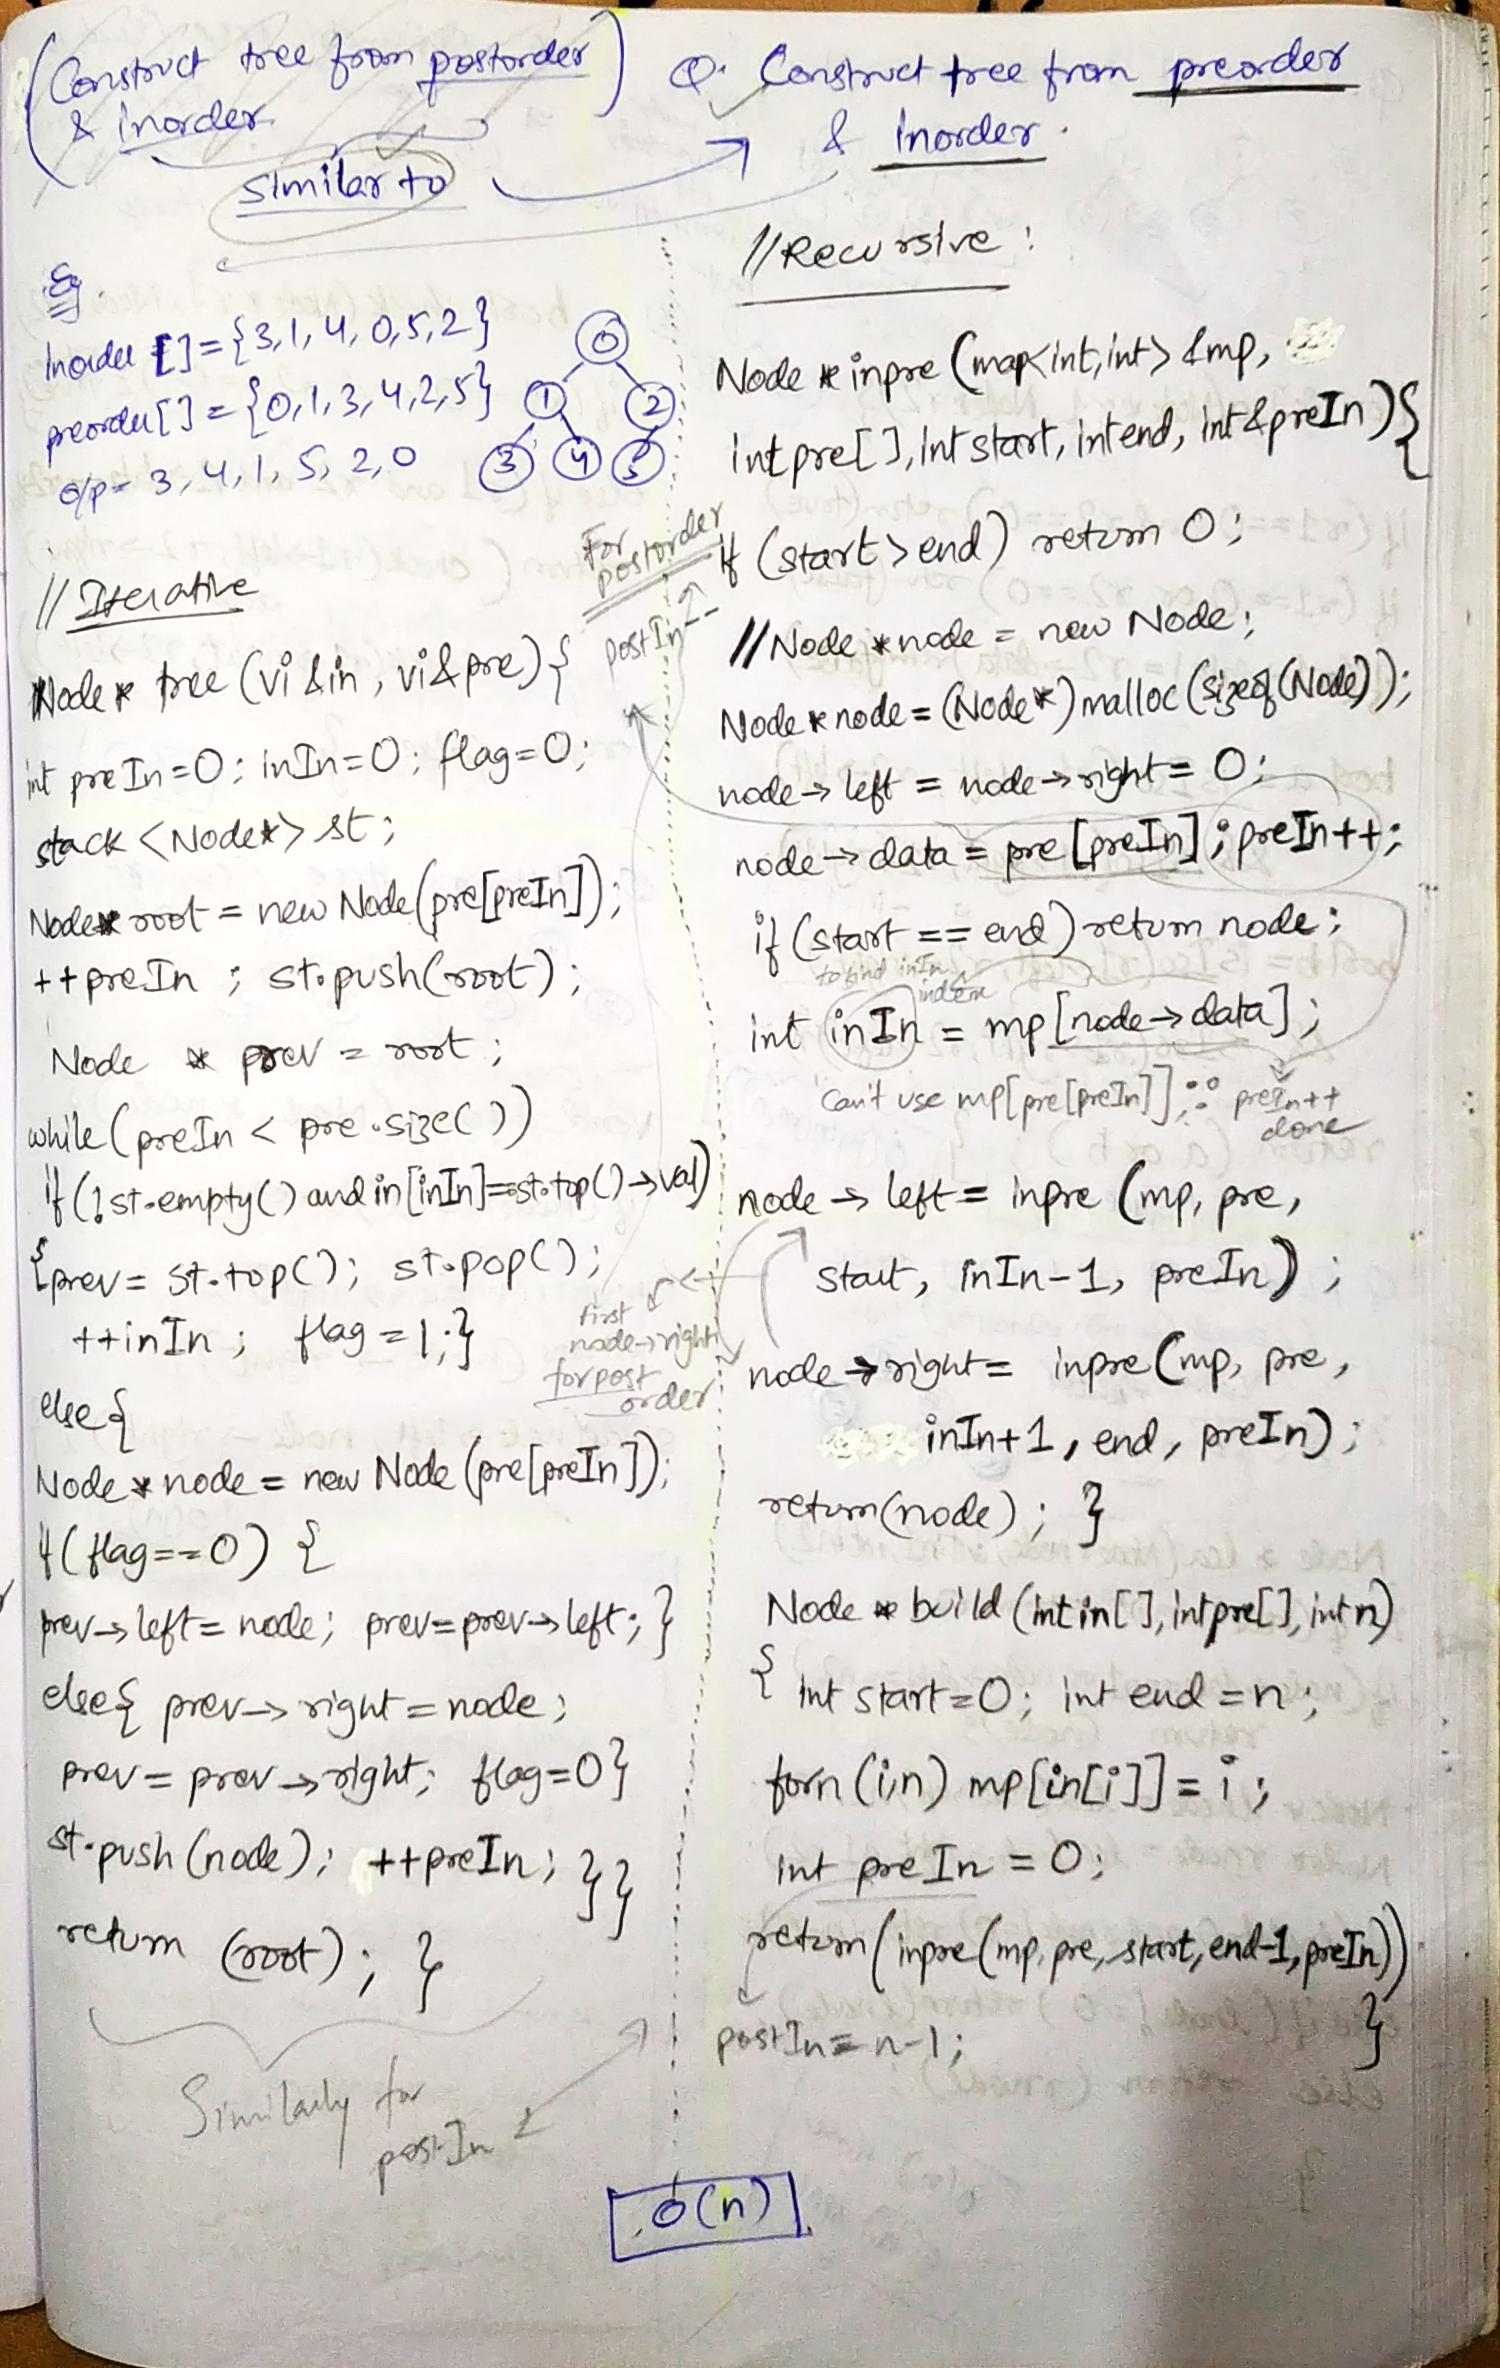 (Construct tree from postorder
& inorder)
similar to
Q. Construct tree from preorder
& inorder.
Eg.
Inorder []={3,1,4,0,5,2}
preorder[]={0,1,3,4,2,5}
o/p= 3,4,1,5,2,0
0
1 2
3 4 5
// Iterative
Node* tree (vi &in, vi &pre){
int preIn=0; inIn=0; flag=0;
stack <Node*> st;
Node* root = new Node(pre[preIn]);
++preIn ; st.push(root);
Node * prev = root;
while(preIn < pre.size())
if(!st.empty() and in[inIn]==st.top()->val)
{prev= st.top(); st.pop();
++inIn; flag=1;}
else{
Node * node = new Node(pre[preIn]);
if(flag==0) {
prev->left= node; prev=prev->left;}
else{ prev->right=node;
prev=prev->right; flag=0}
st.push(node); ++preIn; }}
return (root); }
Similarly for
postIn
//Recursive:
Node * inpre (map<int,int> &mp,
int pre[], int start, int end, int &preIn){
For
postorder
postIn--
if (start>end) return 0;
//Node *node = new Node;
Node*node=(Node*)malloc(sizeof(Node));
node->left = node->right= 0;
node->data= pre[preIn]; preIn++;
if(start == end) return node;
to find inIn
index
int inIn = mp[node->data];
Can't use mp[pre[preIn]]; ∵ preIn++
done
node->left= inpre (mp, pre,
start, inIn-1, preIn);
first
node->right
for post
order
node->right= inpre(mp, pre,
inIn+1, end, preIn);
return(node); }
Node * build (int in[], int pre[], int n)
{ int start=0; int end=n;
forn(i,n) mp[in[i]]=i;
int preIn=0;
return(inpre(mp,pre,start,end-1,preIn))
}
postIn=n-1;
O(n)